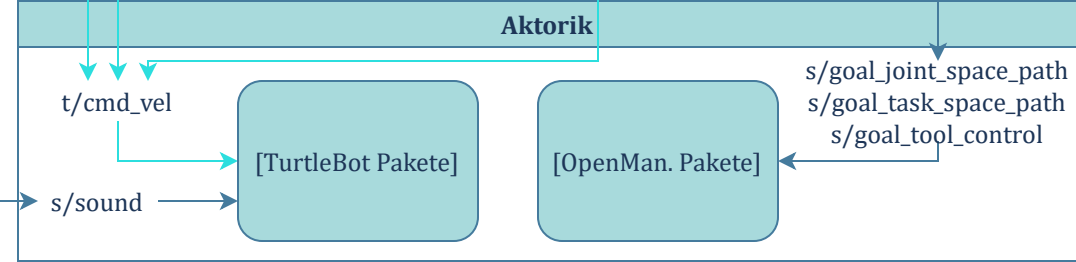 Aktorik
t/cmd_vel
s/sound
[TurtleBot Pakete]
[OpenMan. Pakete]
s/goal_joint_space_path
s/goal_task_space_path
s/goal_tool_control